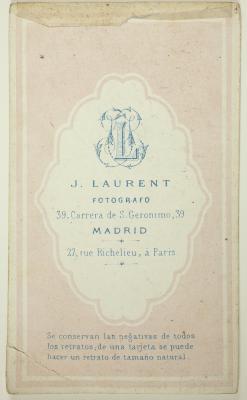 JL
J. LAURENT
FOTOGRAFO
39. Carrera de S. Geronimo, 39
MADRID
27, rue Richelieu, à Paris
Se conservan las negativas de todos
los retratos; de una tarjeta se puede
hacer un retrato de tamaño natural.